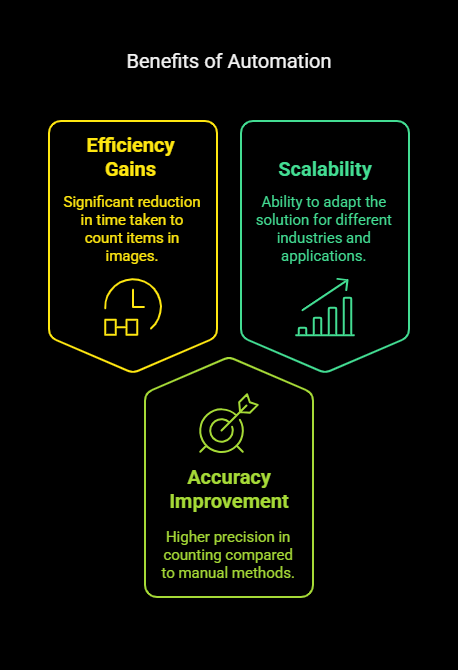 Benefits of Automation
Efficiency
Gains
Significant reduction
in time taken to
count items in
images.
Scalability
Ability to adapt the
solution for different
industries and
applications.
Accuracy
Improvement
Higher precision in
counting compared
to manual methods.